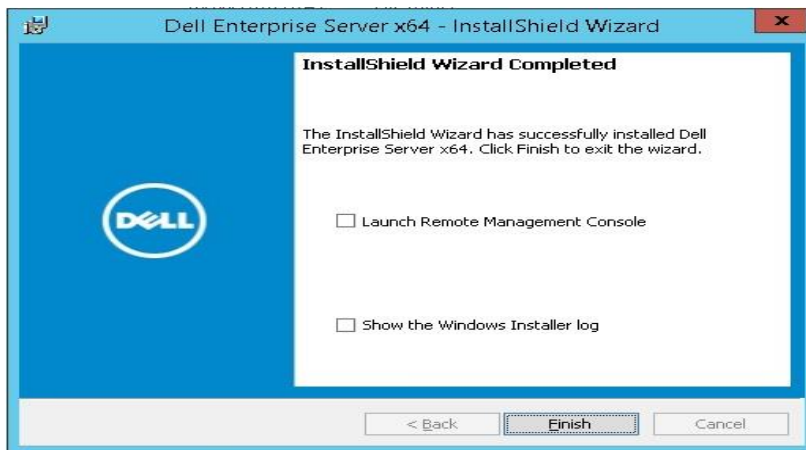 Dell Enterprise Server x64 - InstallShield Wizard
x
InstallShield Wizard Completed
The InstallShield Wizard has successfully installed Dell
Enterprise Server x64. Click Finish to exit the wizard.
DELL
Launch Remote Management Console
Show the Windows Installer log
< Back
Finish
Cancel